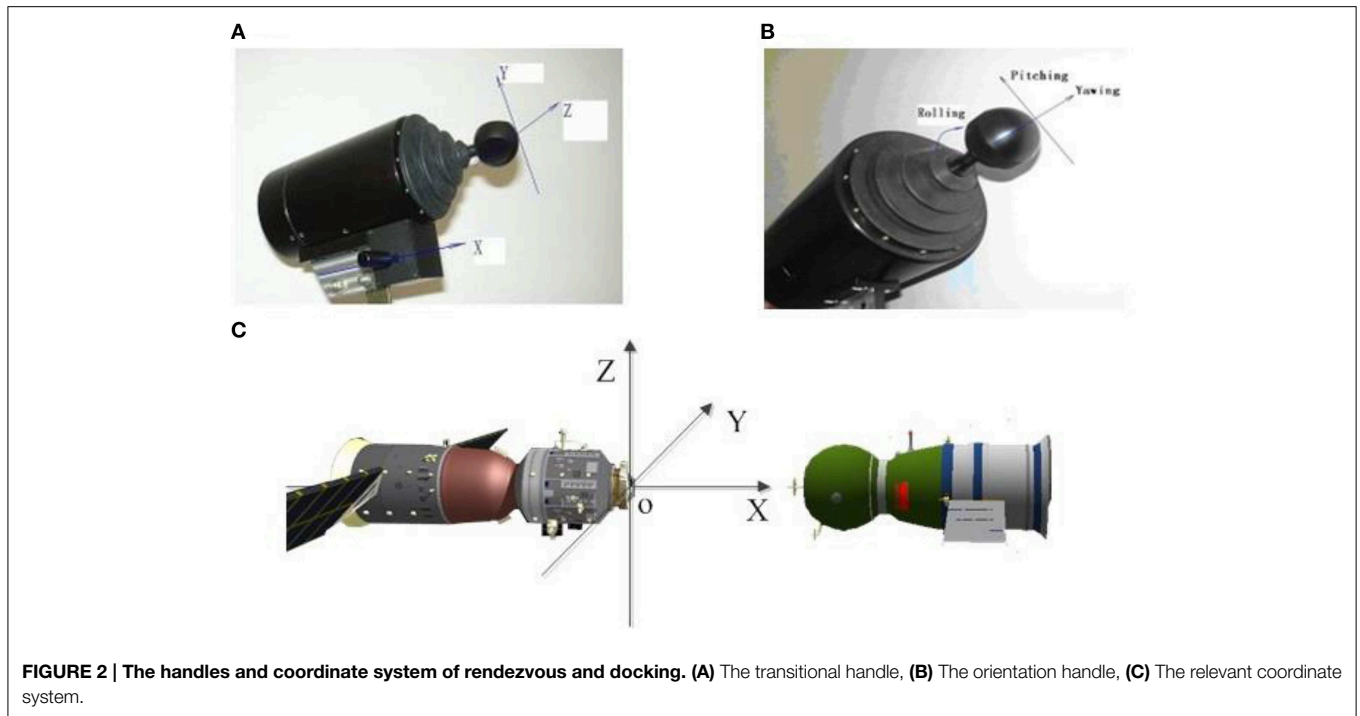 A
B
Y
Z
X
Pitching
Yawing
Rolling
C
Z
Y
O
X
FIGURE 2 | The handles and coordinate system of rendezvous and docking. (A) The transitional handle, (B) The orientation handle, (C) The relevant coordinate
system.